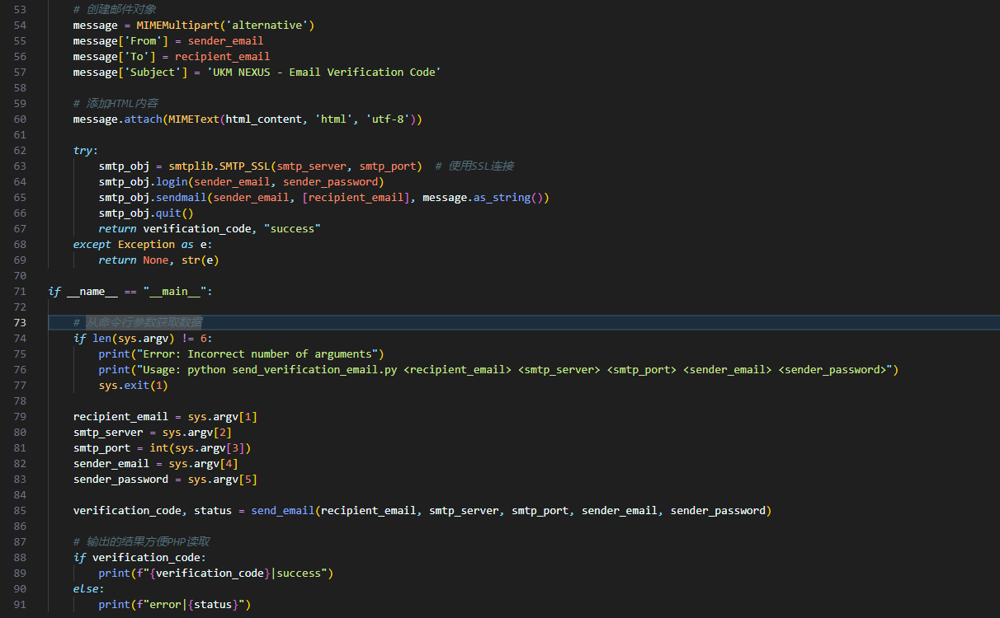 53 # 创建邮件对象
54 message = MIMEMultipart('alternative')
55 message['From'] = sender_email
56 message['To'] = recipient_email
57 message['Subject'] = 'UKM NEXUS - Email Verification Code'
58
59 # 添加HTML内容
60 message.attach(MIMEText(html_content, 'html', 'utf-8'))
61
62 try:
63 smtp_obj = smtplib.SMTP_SSL(smtp_server, smtp_port)  # 使用SSL连接
64 smtp_obj.login(sender_email, sender_password)
65 smtp_obj.sendmail(sender_email, [recipient_email], message.as_string())
66 smtp_obj.quit()
67 return verification_code, "success"
68 except Exception as e:
69 return None, str(e)
70
71 if __name__ == "__main__":
72
73 # 从命令行参数获取数据
74 if len(sys.argv) != 6:
75 print("Error: Incorrect number of arguments")
76 print("Usage: python send_verification_email.py <recipient_email> <smtp_server> <smtp_port> <sender_email> <sender_password>")
77 sys.exit(1)
78
79 recipient_email = sys.argv[1]
80 smtp_server = sys.argv[2]
81 smtp_port = int(sys.argv[3])
82 sender_email = sys.argv[4]
83 sender_password = sys.argv[5]
84
85 verification_code, status = send_email(recipient_email, smtp_server, smtp_port, sender_email, sender_password)
86
87 # 输出的结果方便PHP读取
88 if verification_code:
89 print(f"{verification_code}|success")
90 else:
91 print(f"error|{status}")